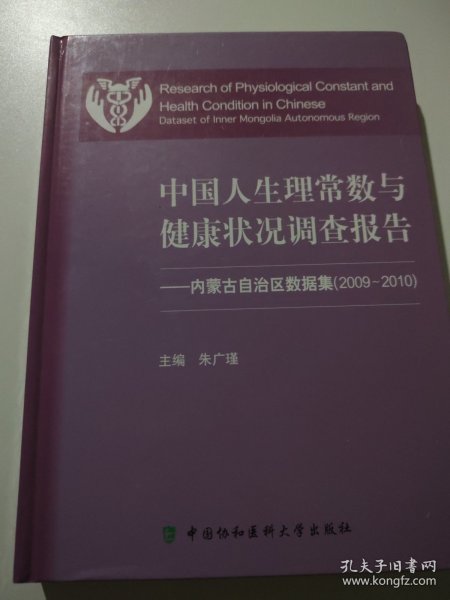 Research of Physiological Constant and
Health Condition in Chinese
Dataset of Inner Mongolia Autonomous Region
中国人生理常数与
健康状况调查报告
——内蒙古自治区数据集(2009~2010)
主编 朱广瑾
中国协和医科大学出版社
孔夫子旧书网
www.kongfz.com